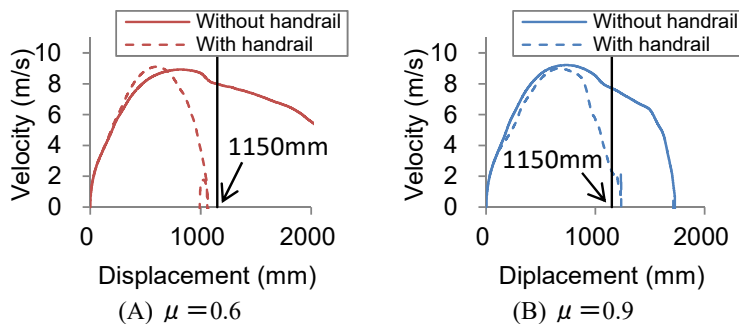 Without handrail
With handrail
10
8
6
4
2
0
Velocity (m/s)
1150mm
0
1000
2000
Displacement (mm)
(A) μ＝0.6
Without handrail
With handrail
10
8
6
4
2
0
Velocity (m/s)
1150mm
0
1000
2000
Diplacement (mm)
(B) μ＝0.9